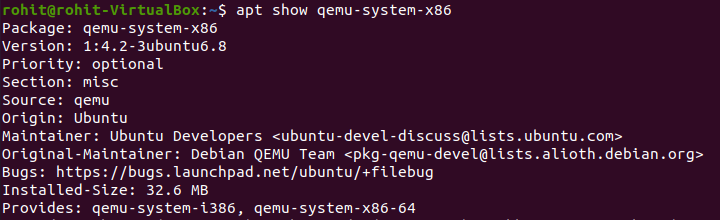 rohit@rohit-VirtualBox:~$ apt show qemu-system-x86
Package: qemu-system-x86
Version: 1:4.2-3ubuntu6.8
Priority: optional
Section: misc
Source: qemu
Origin: Ubuntu
Maintainer: Ubuntu Developers <ubuntu-devel-discuss@lists.ubuntu.com>
Original-Maintainer: Debian QEMU Team <pkg-qemu-devel@lists.alioth.debian.org>
Bugs: https://bugs.launchpad.net/ubuntu/+filebug
Installed-Size: 32.6 MB
Provides: qemu-system-i386, qemu-system-x86-64